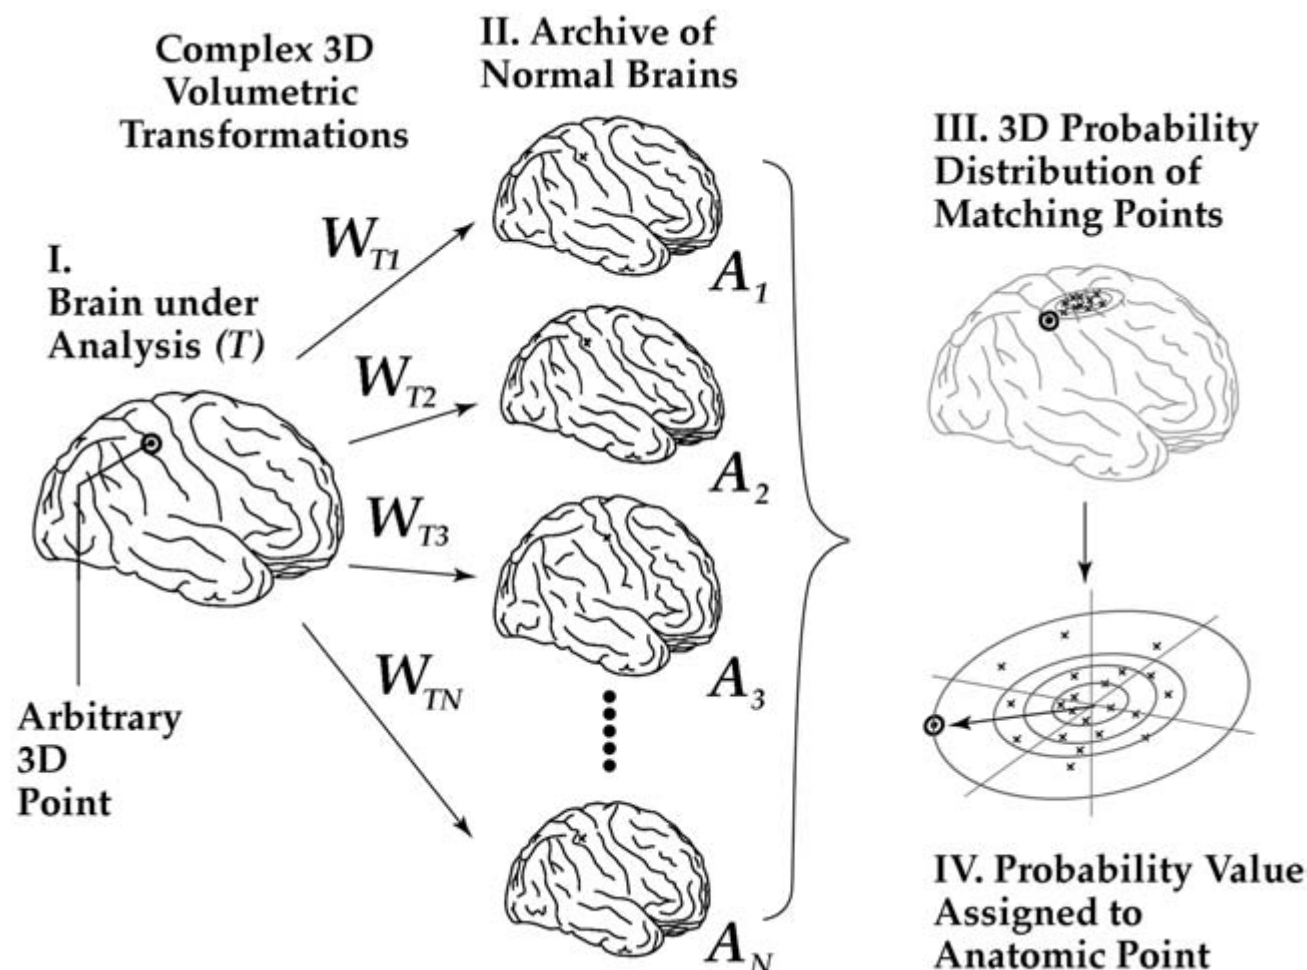 Complex 3D
Volumetric
Transformations
II. Archive of
Normal Brains
III. 3D Probability
Distribution of
Matching Points
I.
Brain under
Analysis (T)
W_T1
W_T2
W_T3
W_TN
A_1
A_2
A_3
A_N
Arbitrary
3D
Point
IV. Probability Value
Assigned to
Anatomic Point